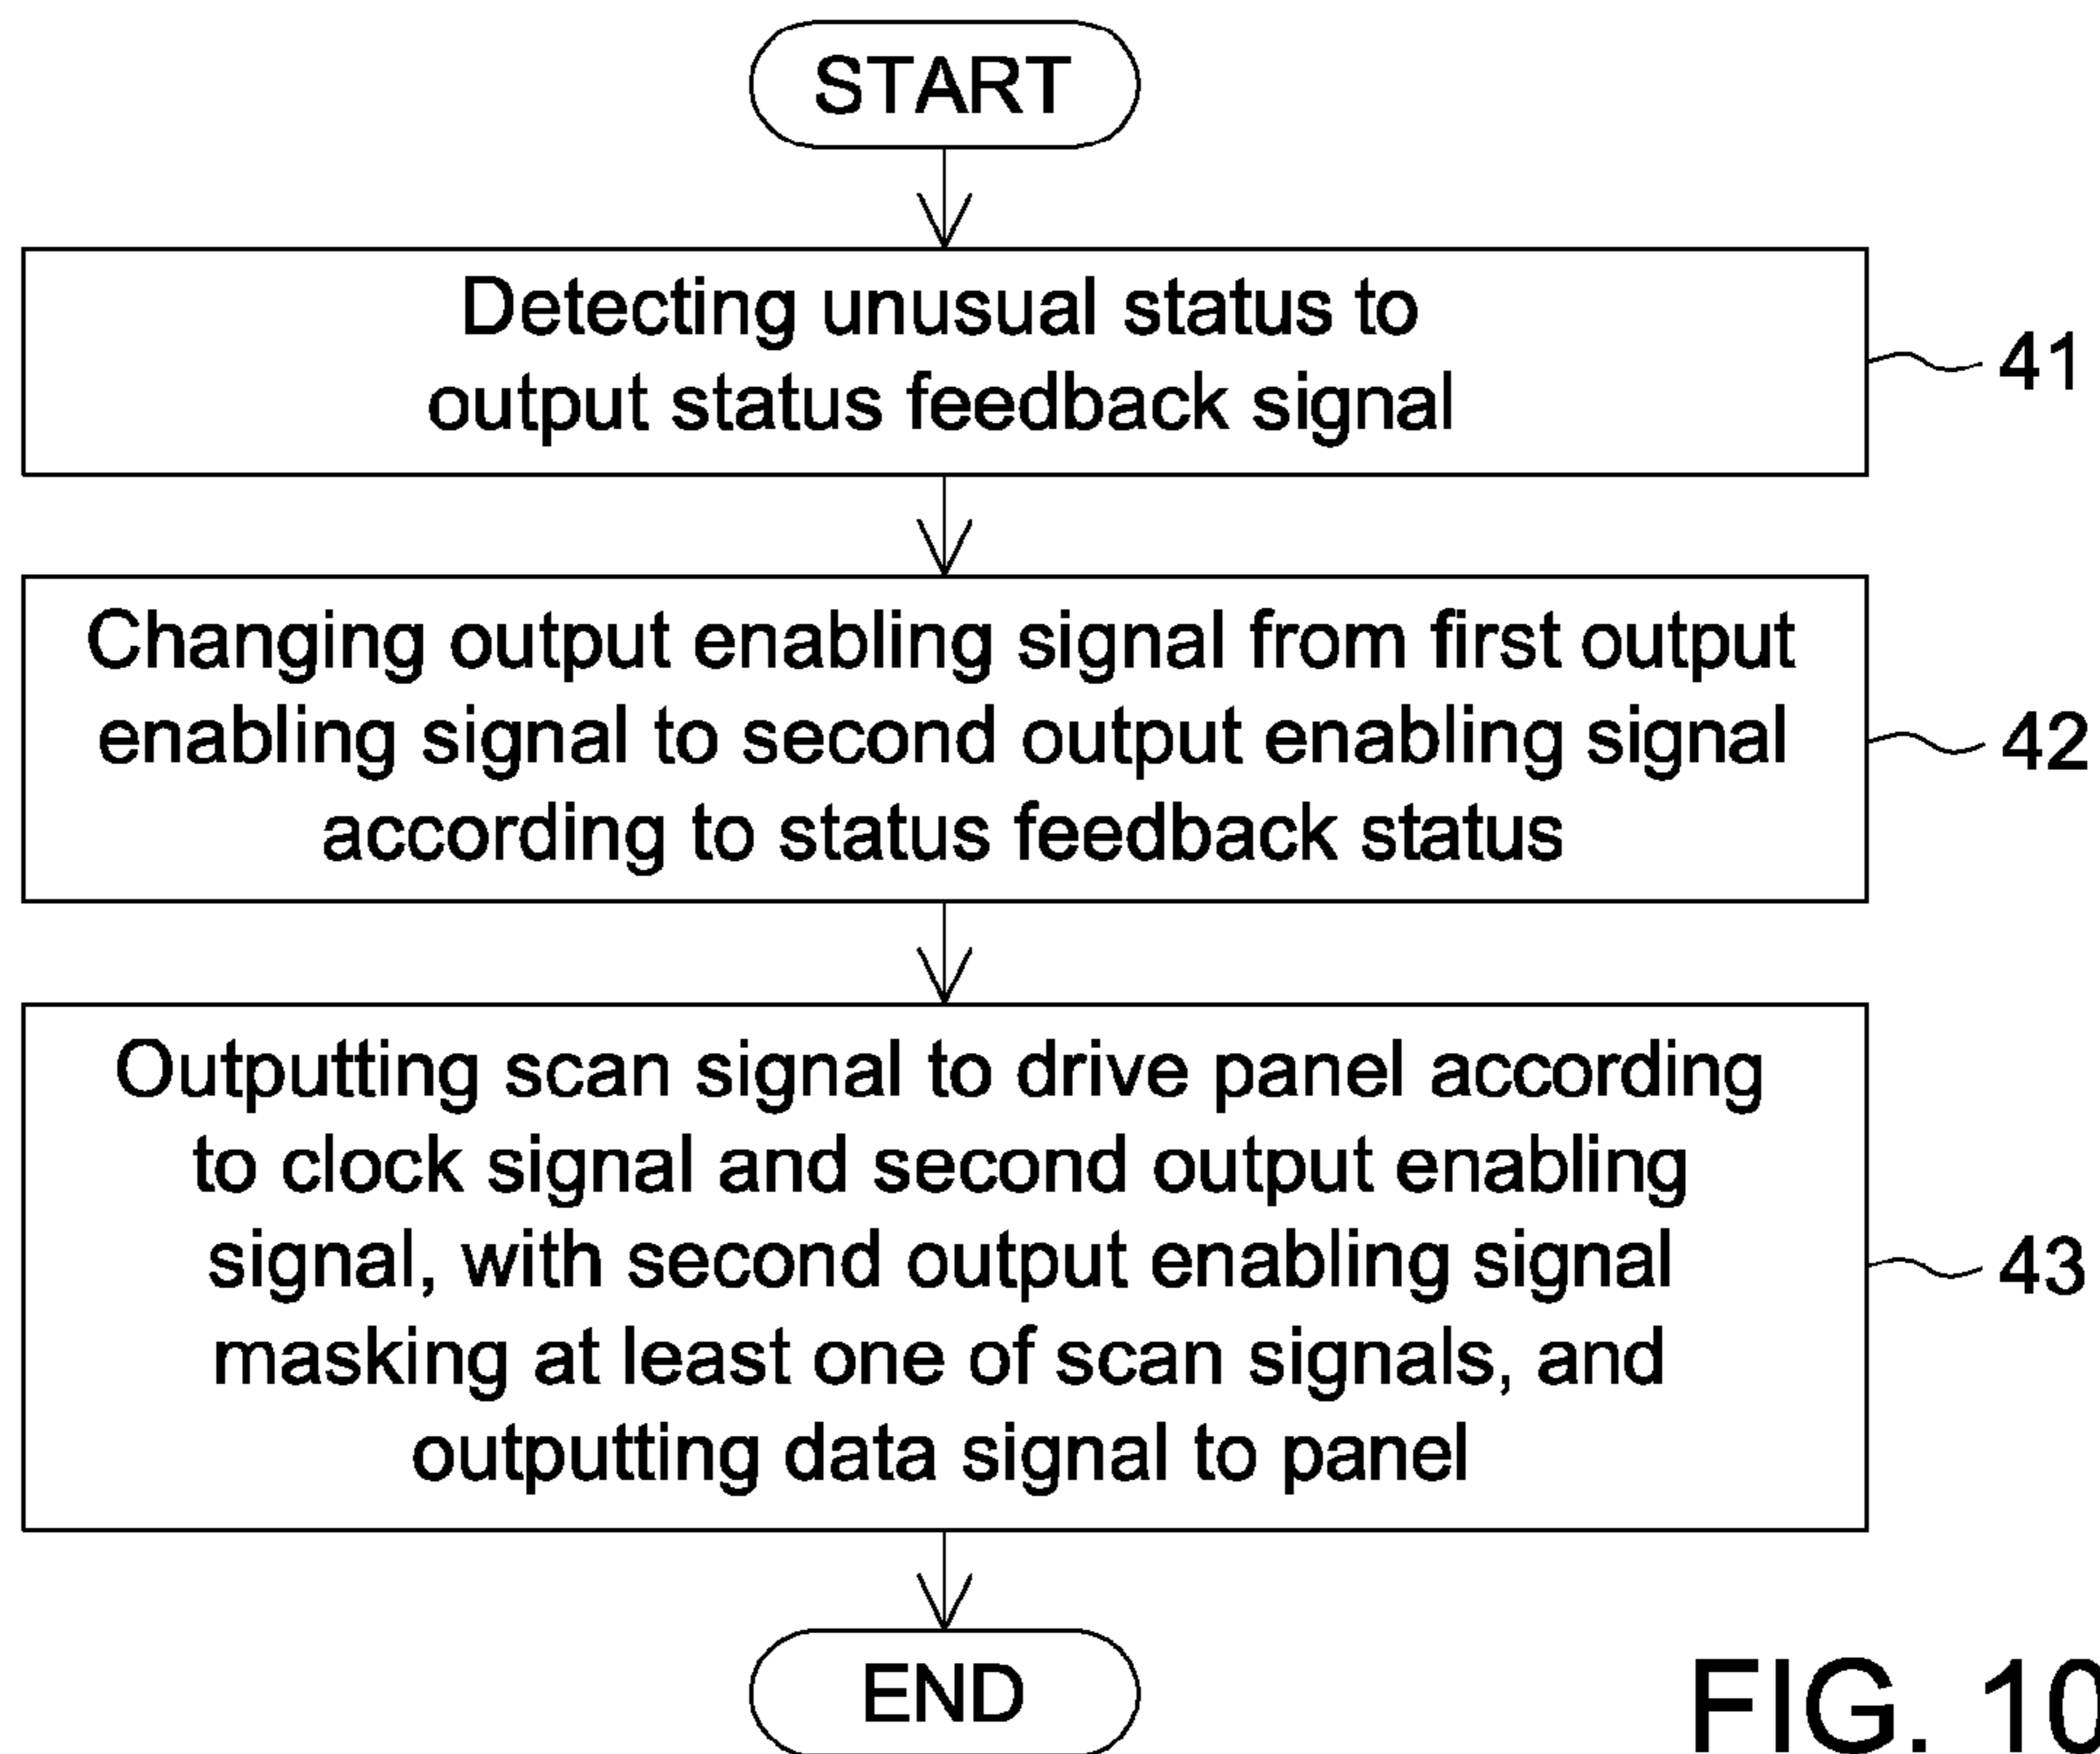 START
Detecting unusual status to
output status feedback signal
41
Changing output enabling signal from first output
enabling signal to second output enabling signal
according to status feedback status
42
Outputting scan signal to drive panel according
to clock signal and second output enabling
signal, with second output enabling signal
masking at least one of scan signals, and
outputting data signal to panel
43
END
FIG. 10